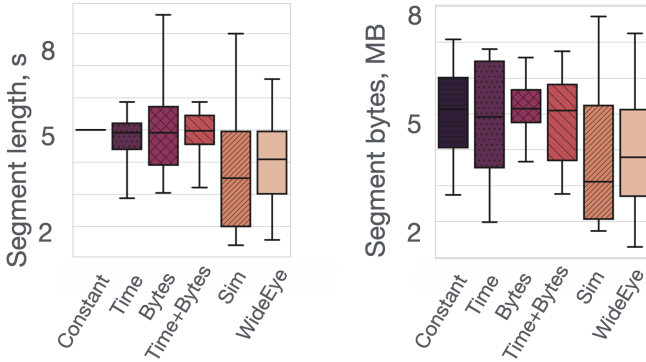 Segment length, s
8
5
2
Constant
Time
Bytes
Time+Bytes
Sim
WideEye
Segment bytes, MB
8
5
2
Constant
Time
Bytes
Time+Bytes
Sim
WideEye